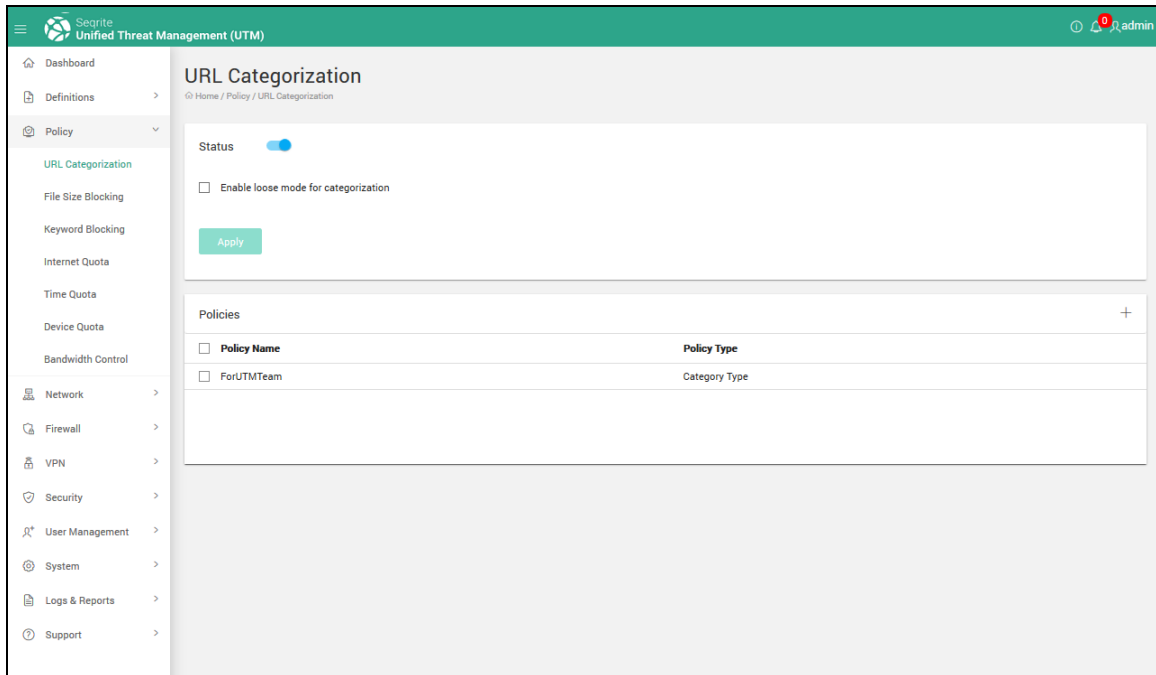 Seqrite
Unified Threat Management (UTM)
0
admin
Dashboard
Definitions
Policy
URL Categorization
File Size Blocking
Keyword Blocking
Internet Quota
Time Quota
Device Quota
Bandwidth Control
Network
Firewall
VPN
Security
User Management
System
Logs & Reports
Support
URL Categorization
Home / Policy / URL Categorization
Status
Enable loose mode for categorization
Apply
Policies
Policy Name Policy Type
ForUTMTeam Category Type